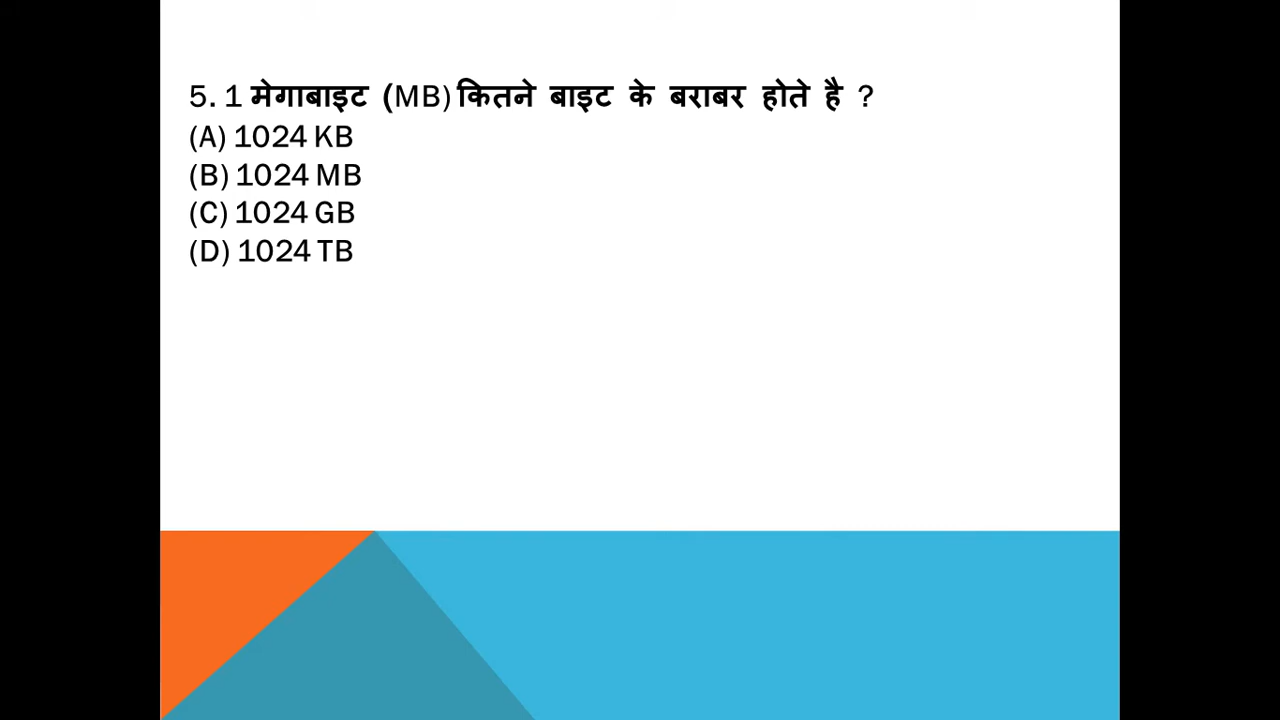 5. 1 मेगाबाइट (MB) कितने बाइट के बराबर होते है ?
(A) 1024 KB
(B) 1024 MB
(C) 1024 GB
(D) 1024 TB